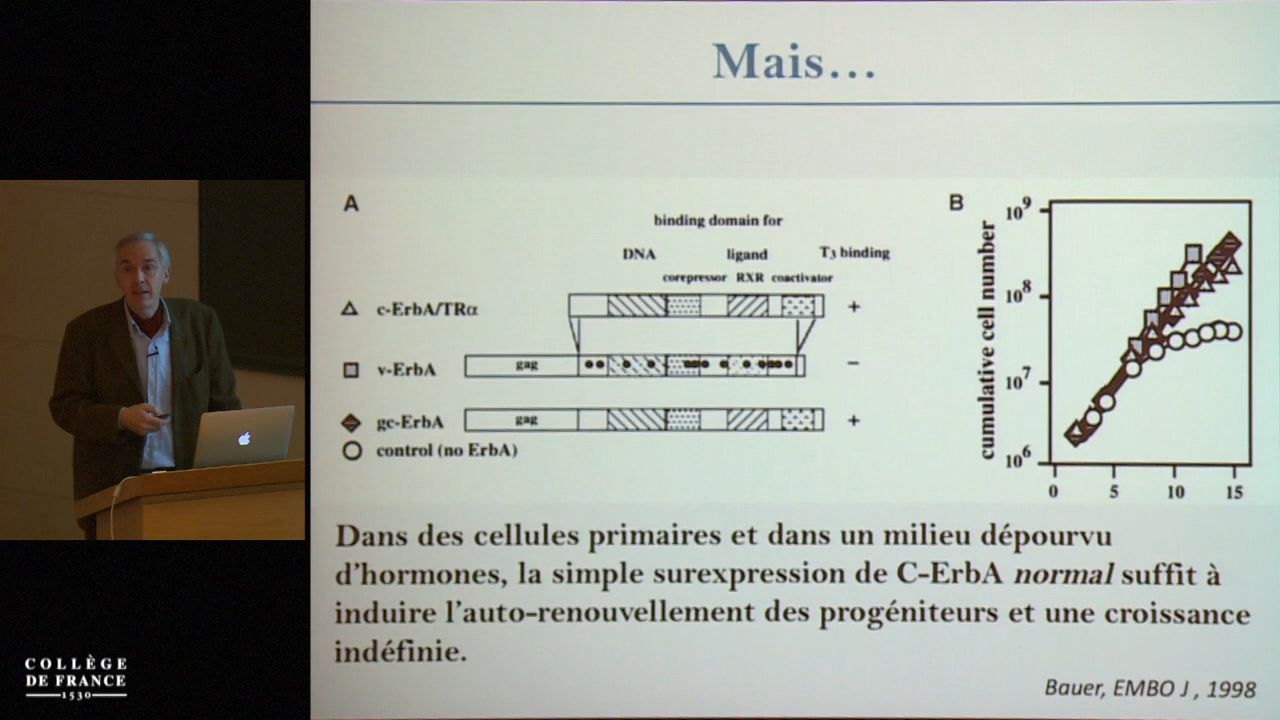 Mais…
A
binding domain for
DNA ligand T3 binding
corepressor RXR coactivator
c-ErbA/TRα +
gag
v-ErbA −
gag
gc-ErbA +
control (no ErbA)
B
cumulative cell number
10^9
10^8
10^7
10^6
0 5 10 15
Dans des cellules primaires et dans un milieu dépourvu
d’hormones, la simple surexpression de C-ErbA normal suffit à
induire l’auto-renouvellement des progéniteurs et une croissance
indéfinie.
Bauer, EMBO J , 1998
COLLÈGE
DE FRANCE
1530